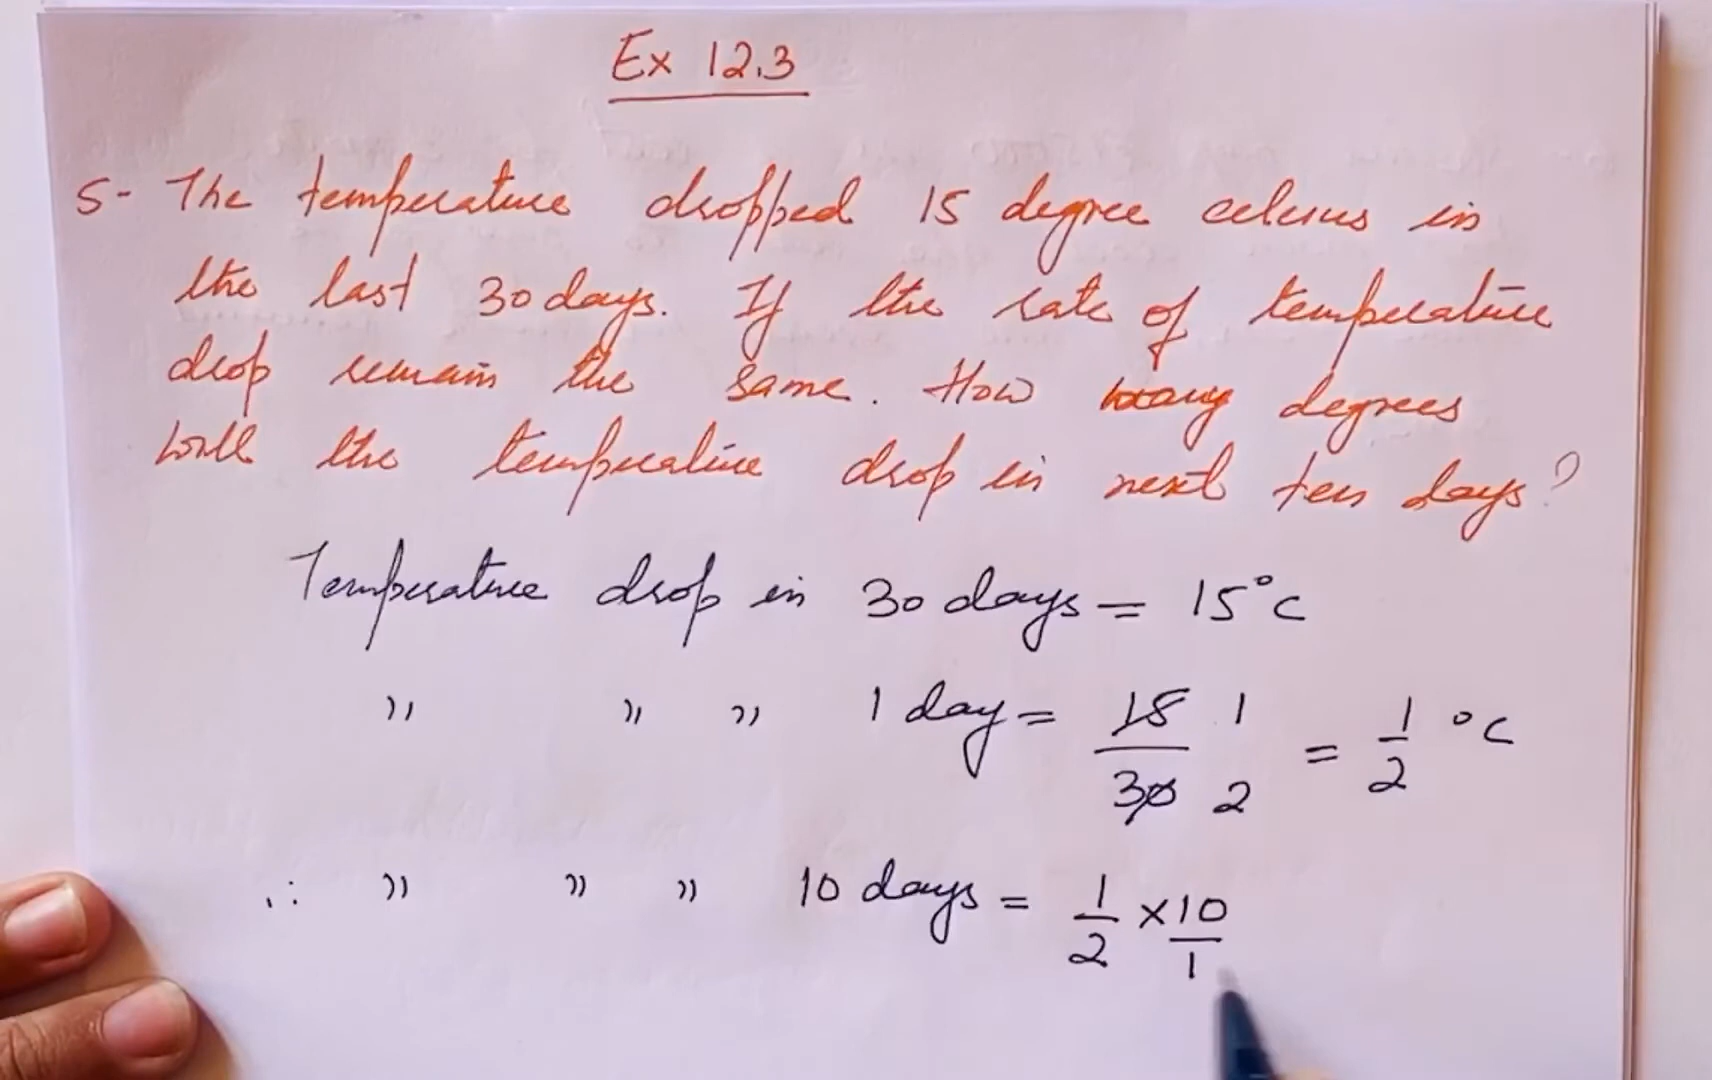 Ex 12.3
5- The temperature dropped 15 degree celcius in
the last 30 days. If the rate of temperature
drop remain the same. How many degrees
will the temperature drop in next ten days?
Temperature drop in 30 days = 15°C
” ” ” 1 day = 15/30 1/2 = 1/2 °C
∴ ” ” ” 10 days = 1/2 × 10/1